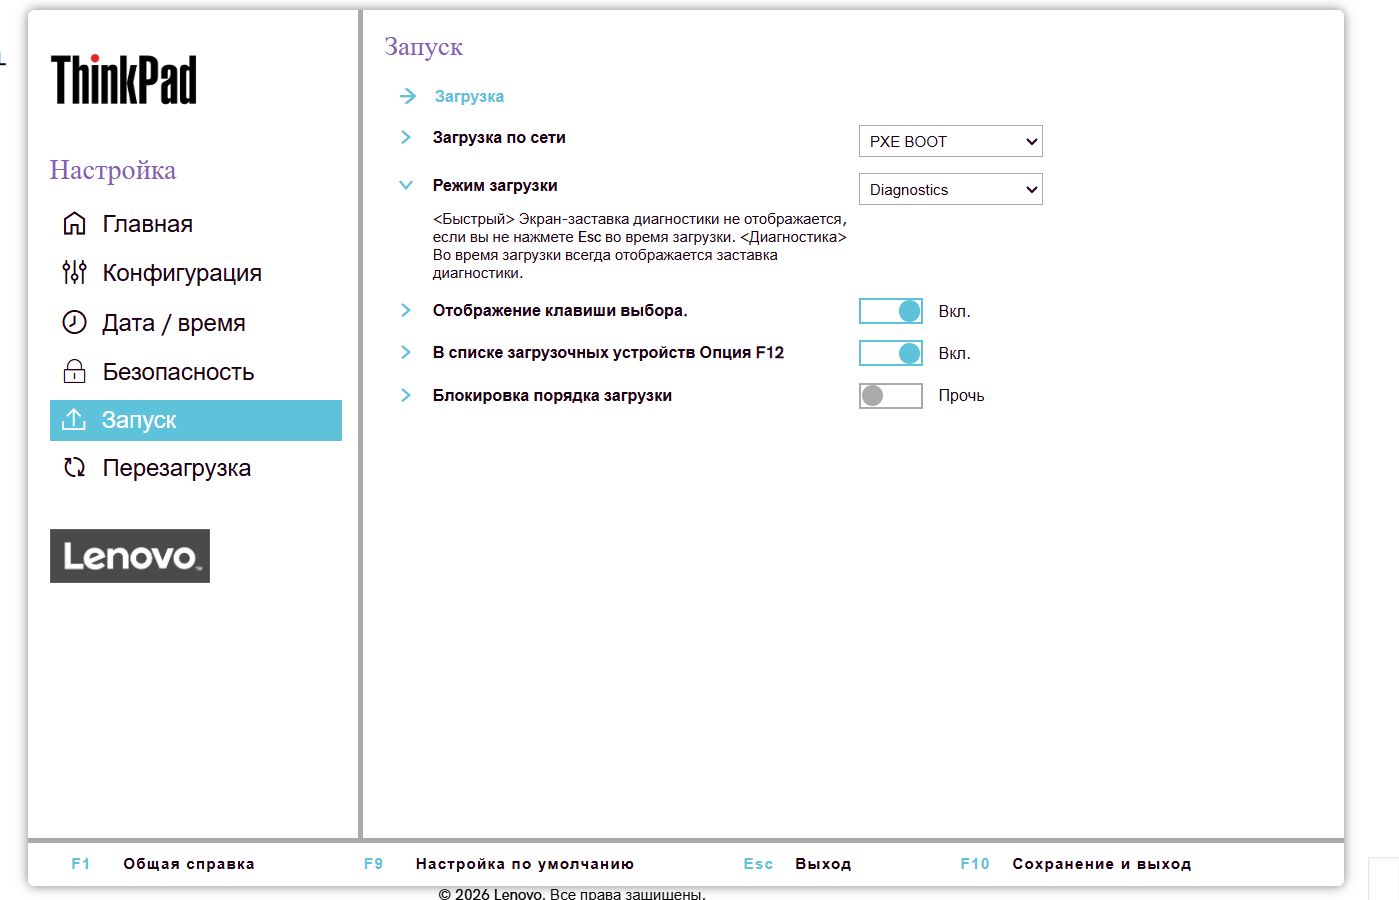 ThinkPad
Настройка
Главная
Конфигурация
Дата / время
Безопасность
Запуск
Перезагрузка
Lenovo™
Запуск
Загрузка
Загрузка по сети
PXE BOOT
Режим загрузки
Diagnostics
<Быстрый> Экран-заставка диагностики не отображается,
если вы не нажмете Esc во время загрузки. <Диагностика>
Во время загрузки всегда отображается заставка
диагностики.
Отображение клавиши выбора.
Вкл.
В списке загрузочных устройств Опция F12
Вкл.
Блокировка порядка загрузки
Прочь
F1 Общая справка
F9 Настройка по умолчанию
Esc Выход
F10 Сохранение и выход
© 2026 Lenovo. Все права защищены.